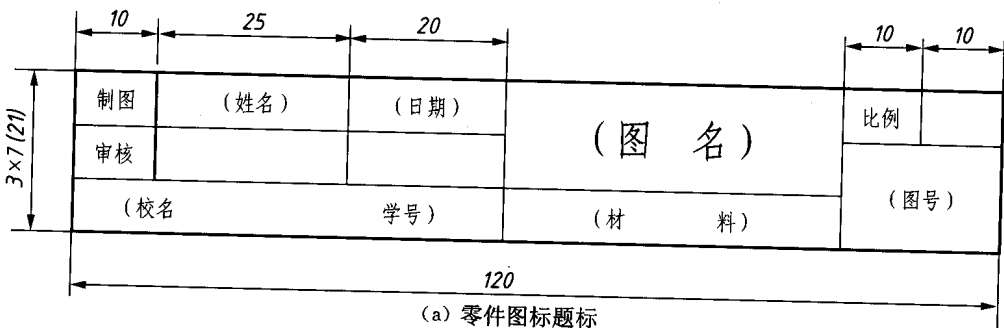 10 25 20 10 10
3×7(21)
制图 (姓名) (日期) (图 名) 比例
审核
(校名 学号) (材 料) (图号)
120
(a) 零件图标题标